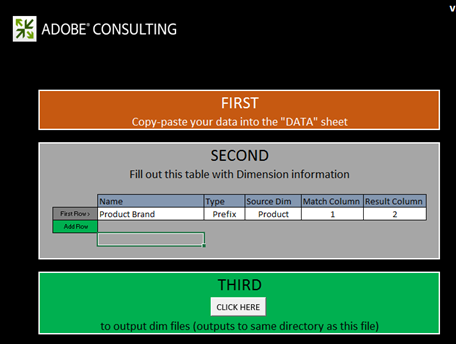 v
ADOBE® CONSULTING
FIRST
Copy-paste your data into the "DATA" sheet
SECOND
Fill out this table with Dimension information
Name Type Source Dim Match Column Result Column
First Row > Product Brand Prefix Product 1 2
Add Row
THIRD
CLICK HERE
to output dim files (outputs to same directory as this file)